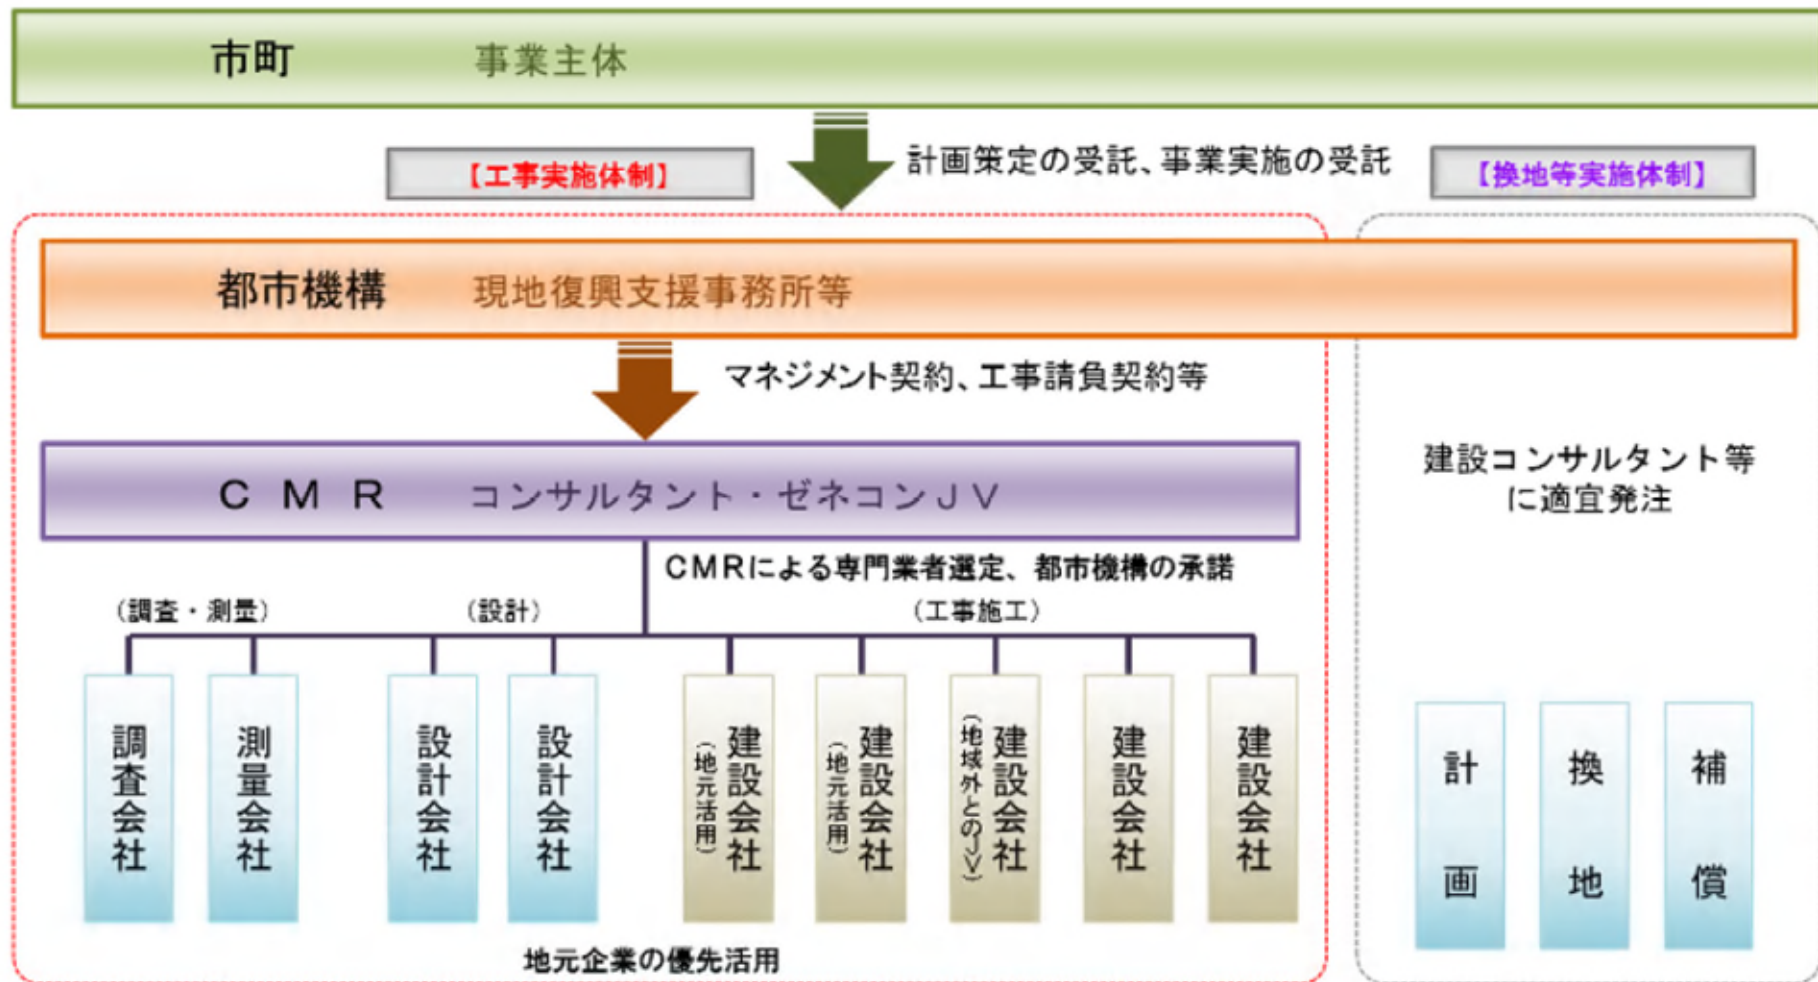 市町 事業主体
計画策定の受託、事業実施の受託
【工事実施体制】
【換地等実施体制】
都市機構 現地復興支援事務所等
マネジメント契約、工事請負契約等
CMR コンサルタント・ゼネコンJV
建設コンサルタント等
に適宜発注
CMRによる専門業者選定、都市機構の承諾
(調査・測量)
(設計)
(工事施工)
調査会社
測量会社
設計会社
設計会社
建設会社
(地元活用)
建設会社
(地元活用)
建設会社
(地域外とのJV)
建設会社
建設会社
計画
換地
補償
地元企業の優先活用